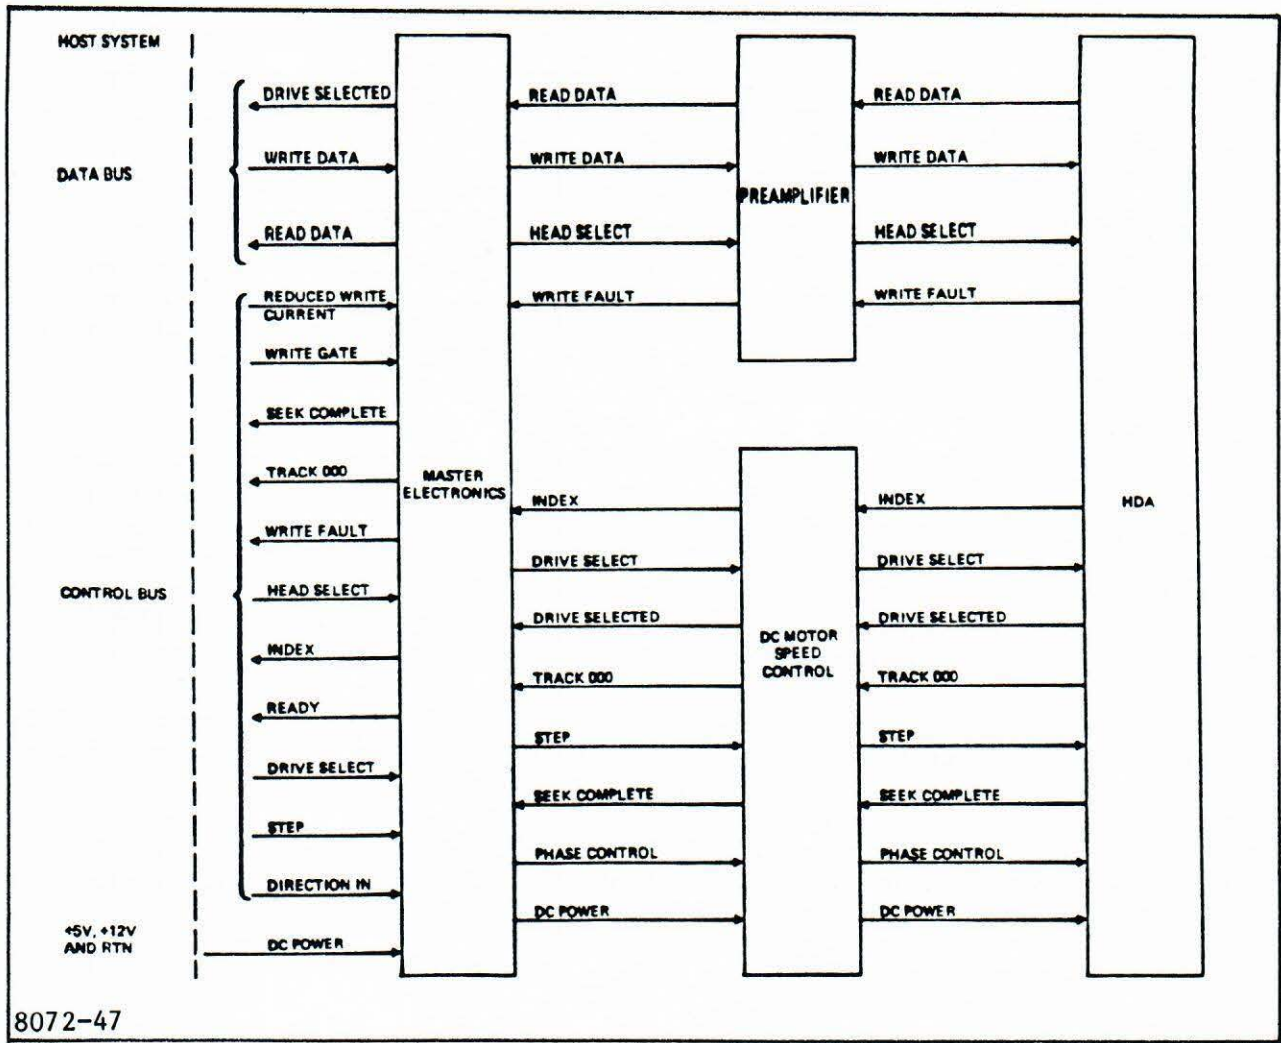 HOST SYSTEM
DATA BUS
CONTROL BUS
+5V, +12V
AND RTN
DRIVE SELECTED
WRITE DATA
READ DATA
REDUCED WRITE
CURRENT
WRITE GATE
SEEK COMPLETE
TRACK 000
WRITE FAULT
HEAD SELECT
INDEX
READY
DRIVE SELECT
STEP
DIRECTION IN
DC POWER
MASTER
ELECTRONICS
READ DATA
WRITE DATA
HEAD SELECT
WRITE FAULT
INDEX
DRIVE SELECT
DRIVE SELECTED
TRACK 000
STEP
SEEK COMPLETE
PHASE CONTROL
DC POWER
PREAMPLIFIER
DC MOTOR
SPEED
CONTROL
READ DATA
WRITE DATA
HEAD SELECT
WRITE FAULT
INDEX
DRIVE SELECT
DRIVE SELECTED
TRACK 000
STEP
SEEK COMPLETE
PHASE CONTROL
DC POWER
HDA
8072-47